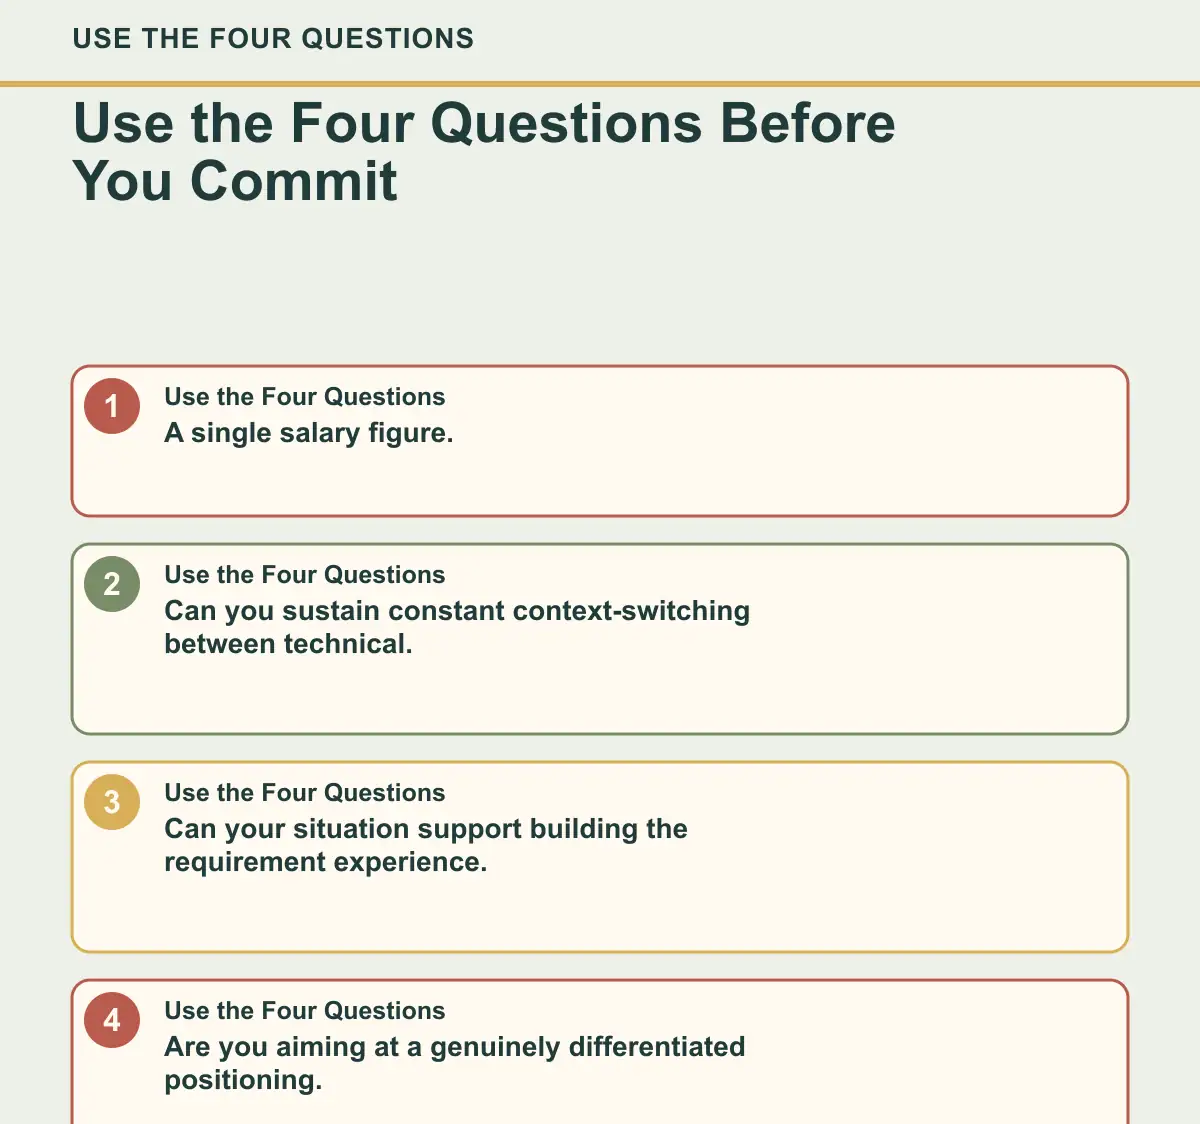 USE THE FOUR QUESTIONS
Use the Four Questions Before
You Commit
1
Use the Four Questions
A single salary figure.
2
Use the Four Questions
Can you sustain constant context-switching
between technical.
3
Use the Four Questions
Can your situation support building the
requirement experience.
4
Use the Four Questions
Are you aiming at a genuinely differentiated
positioning.